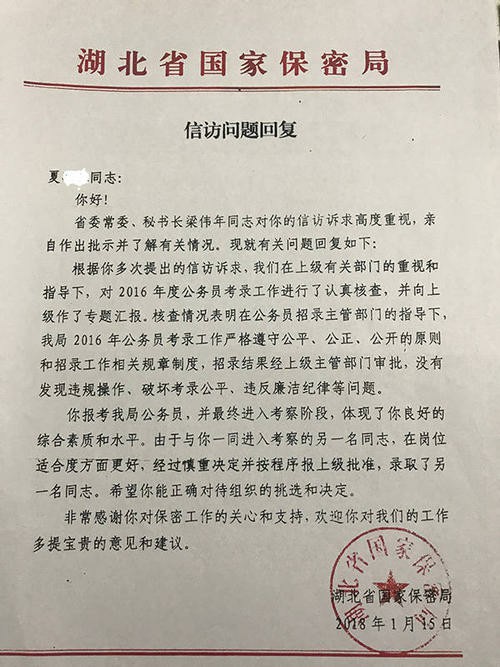 湖北省国家保密局
信访问题回复
夏 同志：
你好！
省委常委、秘书长梁伟年同志对你的信访诉求高度重视，亲
自作出批示并了解有关情况。现就有关问题回复如下：
根据你多次提出的信访诉求，我们在上级有关部门的重视和
指导下，对 2016 年度公务员考录工作进行了认真核查，并向上
级作了专题汇报。核查情况表明在公务员招录主管部门的指导下，
我局 2016 年公务员考录工作严格遵守公平、公正、公开的原则
和招录工作相关规章制度，招录结果经上级主管部门审批，没有
发现违规操作、破坏考录公平、违反廉洁纪律等问题。
你报考我局公务员，并最终进入考察阶段，体现了你良好的
综合素质和水平。由于与你一同进入考察的另一名同志，在岗位
适合度方面更好，经过慎重决定并按程序报上级批准，录取了另
一名同志。希望你能正确对待组织的挑选和决定。
非常感谢你对保密工作的关心和支持，欢迎你对我们的工作
多提宝贵的意见和建议。
湖北省国家保密局
湖北省国家保密局
2018 年 1 月 15 日